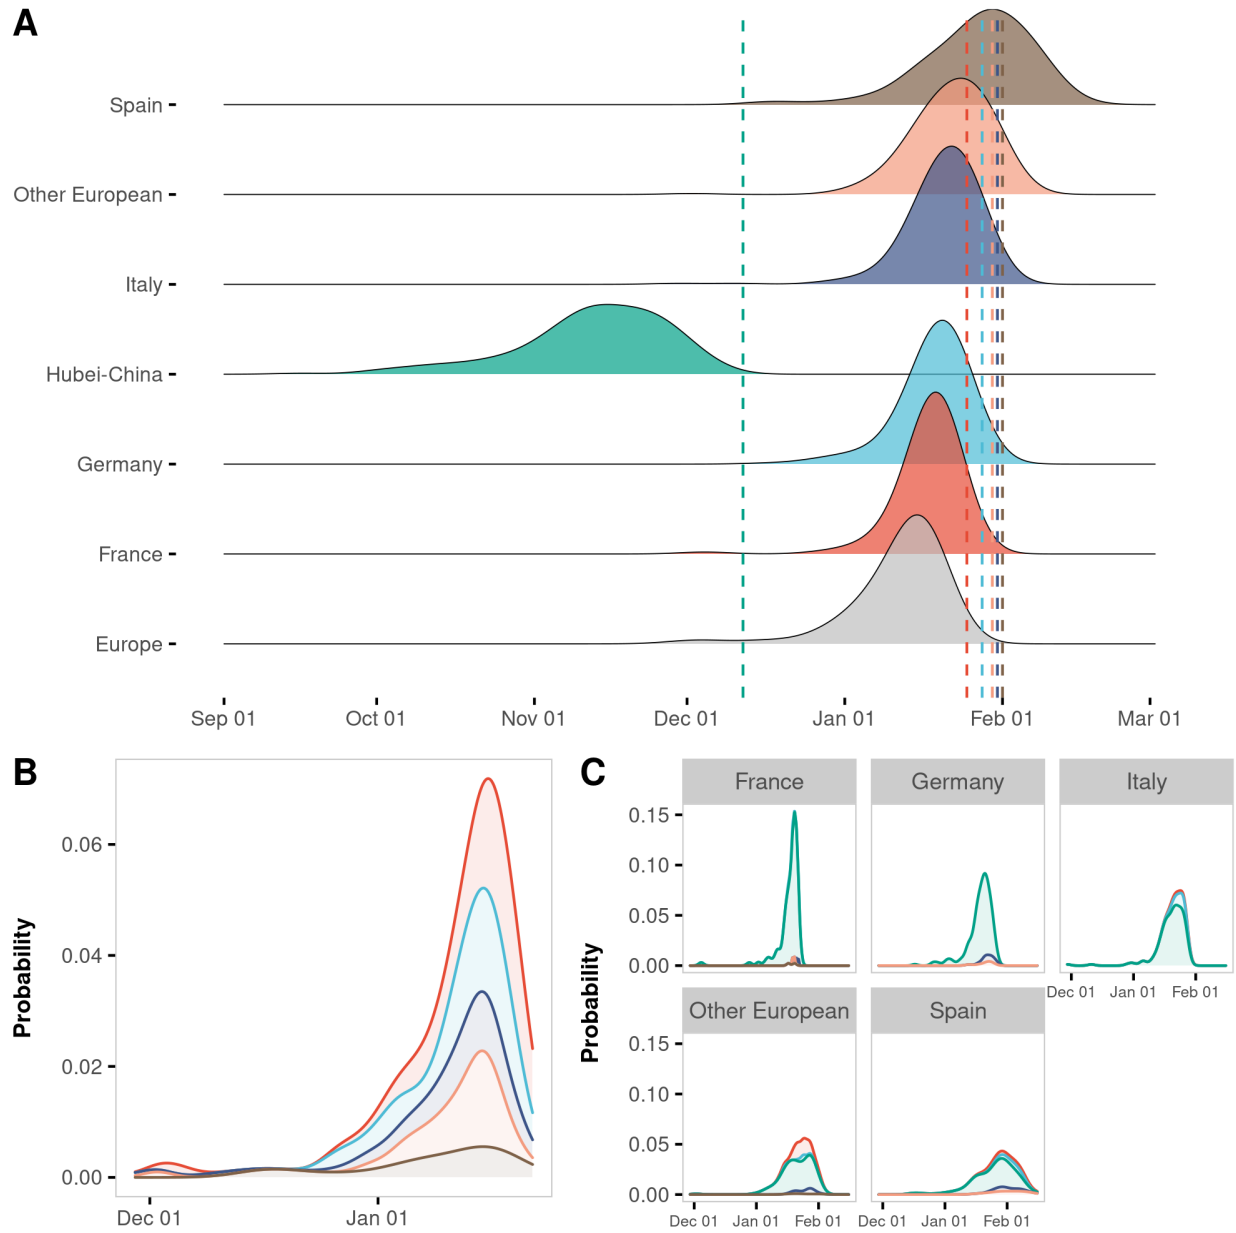 A
Spain
Other European
Italy
Hubei-China
Germany
France
Europe
Sep 01 Oct 01 Nov 01 Dec 01 Jan 01 Feb 01 Mar 01
B
Probability
0.06
0.04
0.02
0.00
Dec 01 Jan 01
C
Probability
France Germany Italy
0.15
0.10
0.05
0.00
Dec 01 Jan 01 Feb 01
Other European Spain
0.15
0.10
0.05
0.00
Dec 01 Jan 01 Feb 01 Dec 01 Jan 01 Feb 01